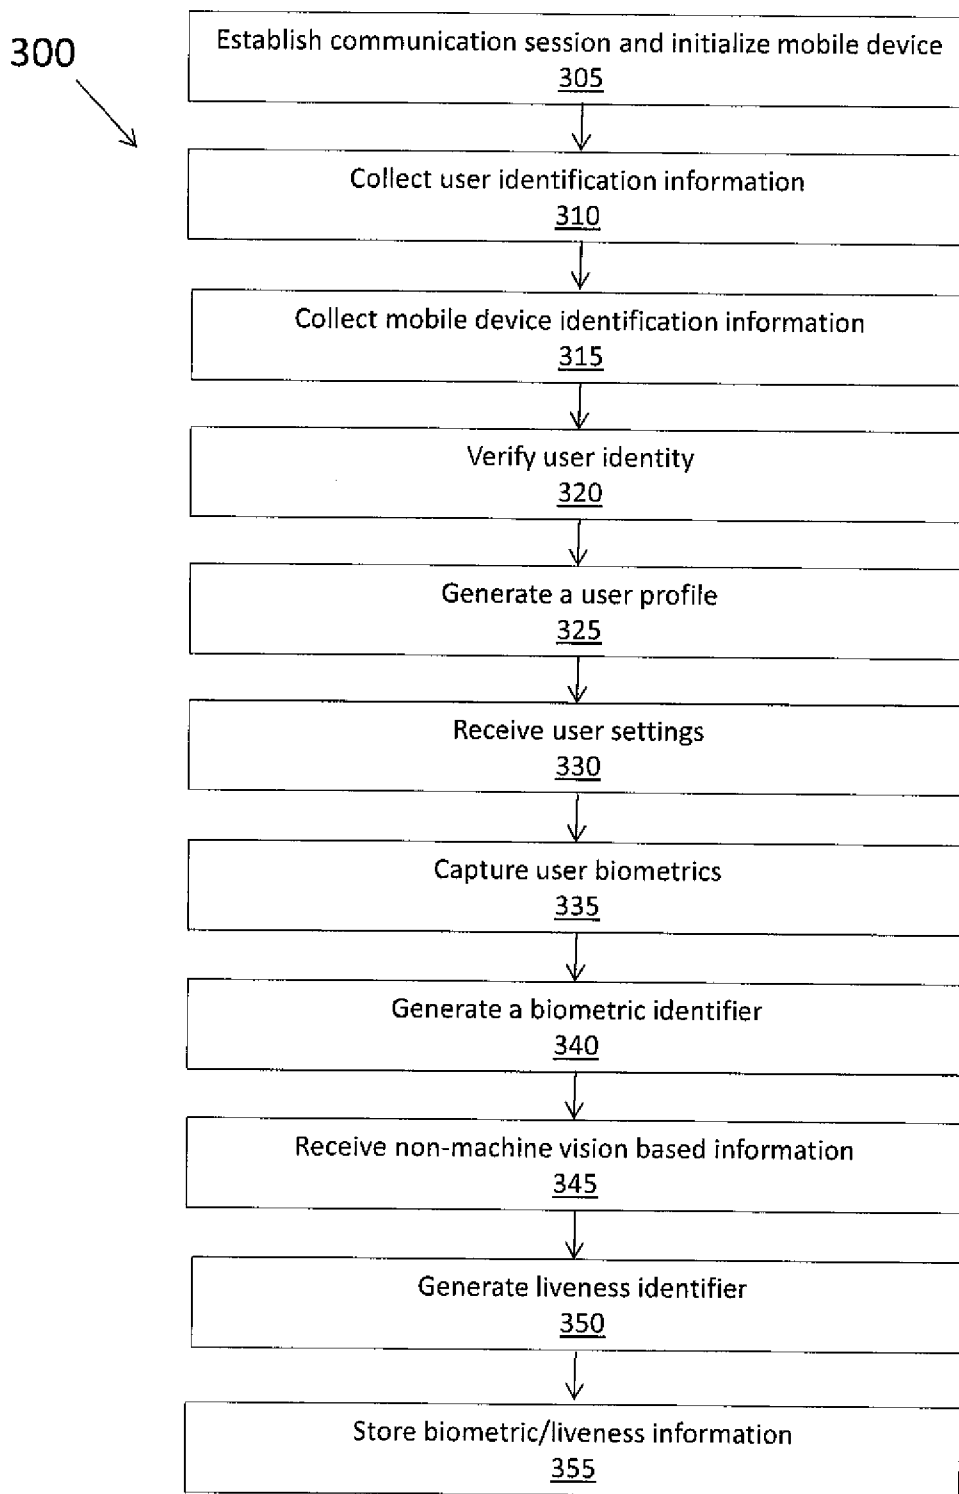 300
Establish communication session and initialize mobile device
305
Collect user identification information
310
Collect mobile device identification information
315
Verify user identity
320
Generate a user profile
325
Receive user settings
330
Capture user biometrics
335
Generate a biometric identifier
340
Receive non-machine vision based information
345
Generate liveness identifier
350
Store biometric/liveness information
355